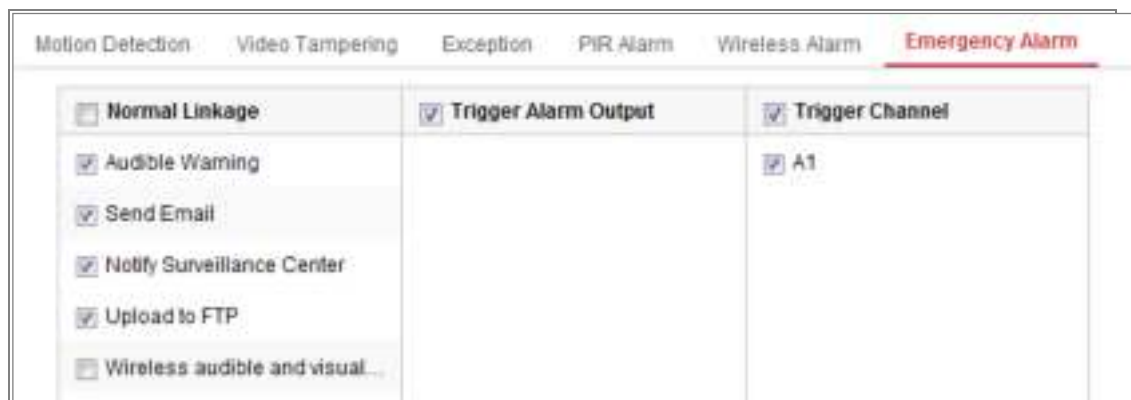 Motion Detection Video Tampering Exception PIR Alarm Wireless Alarm Emergency Alarm
Normal Linkage Trigger Alarm Output Trigger Channel
Audible Warning A1
Send Email
Notify Surveillance Center
Upload to FTP
Wireless audible and visual...